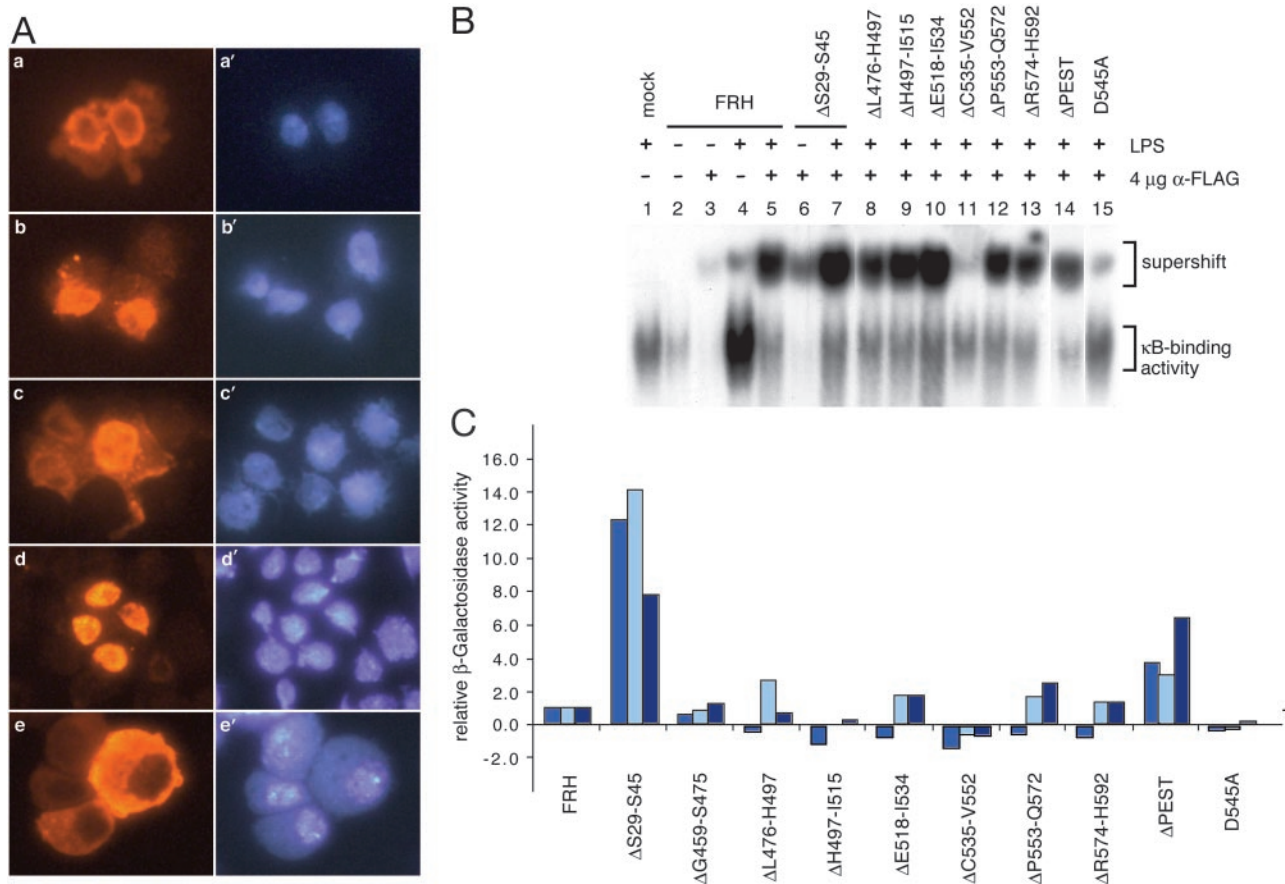 A
a
a′
b
b′
c
c′
d
d′
e
e′
B
mock
FRH
ΔS29-S45
ΔL476-H497
ΔH497-I515
ΔE518-I534
ΔC535-V552
ΔP553-Q572
ΔR574-H592
ΔPEST
D545A
+ - - + + - + + + + + + + + + LPS
- - + - + + + + + + + + + + + 4 μg α-FLAG
1 2 3 4 5 6 7 8 9 10 11 12 13 14 15
supershift
κB-binding
activity
C
relative β-Galactosidase activity
16.0
14.0
12.0
10.0
8.0
6.0
4.0
2.0
0.0
-2.0
FRH
ΔS29-S45
ΔG459-S475
ΔL476-H497
ΔH497-I515
ΔE518-I534
ΔC535-V552
ΔP553-Q572
ΔR574-H592
ΔPEST
D545A